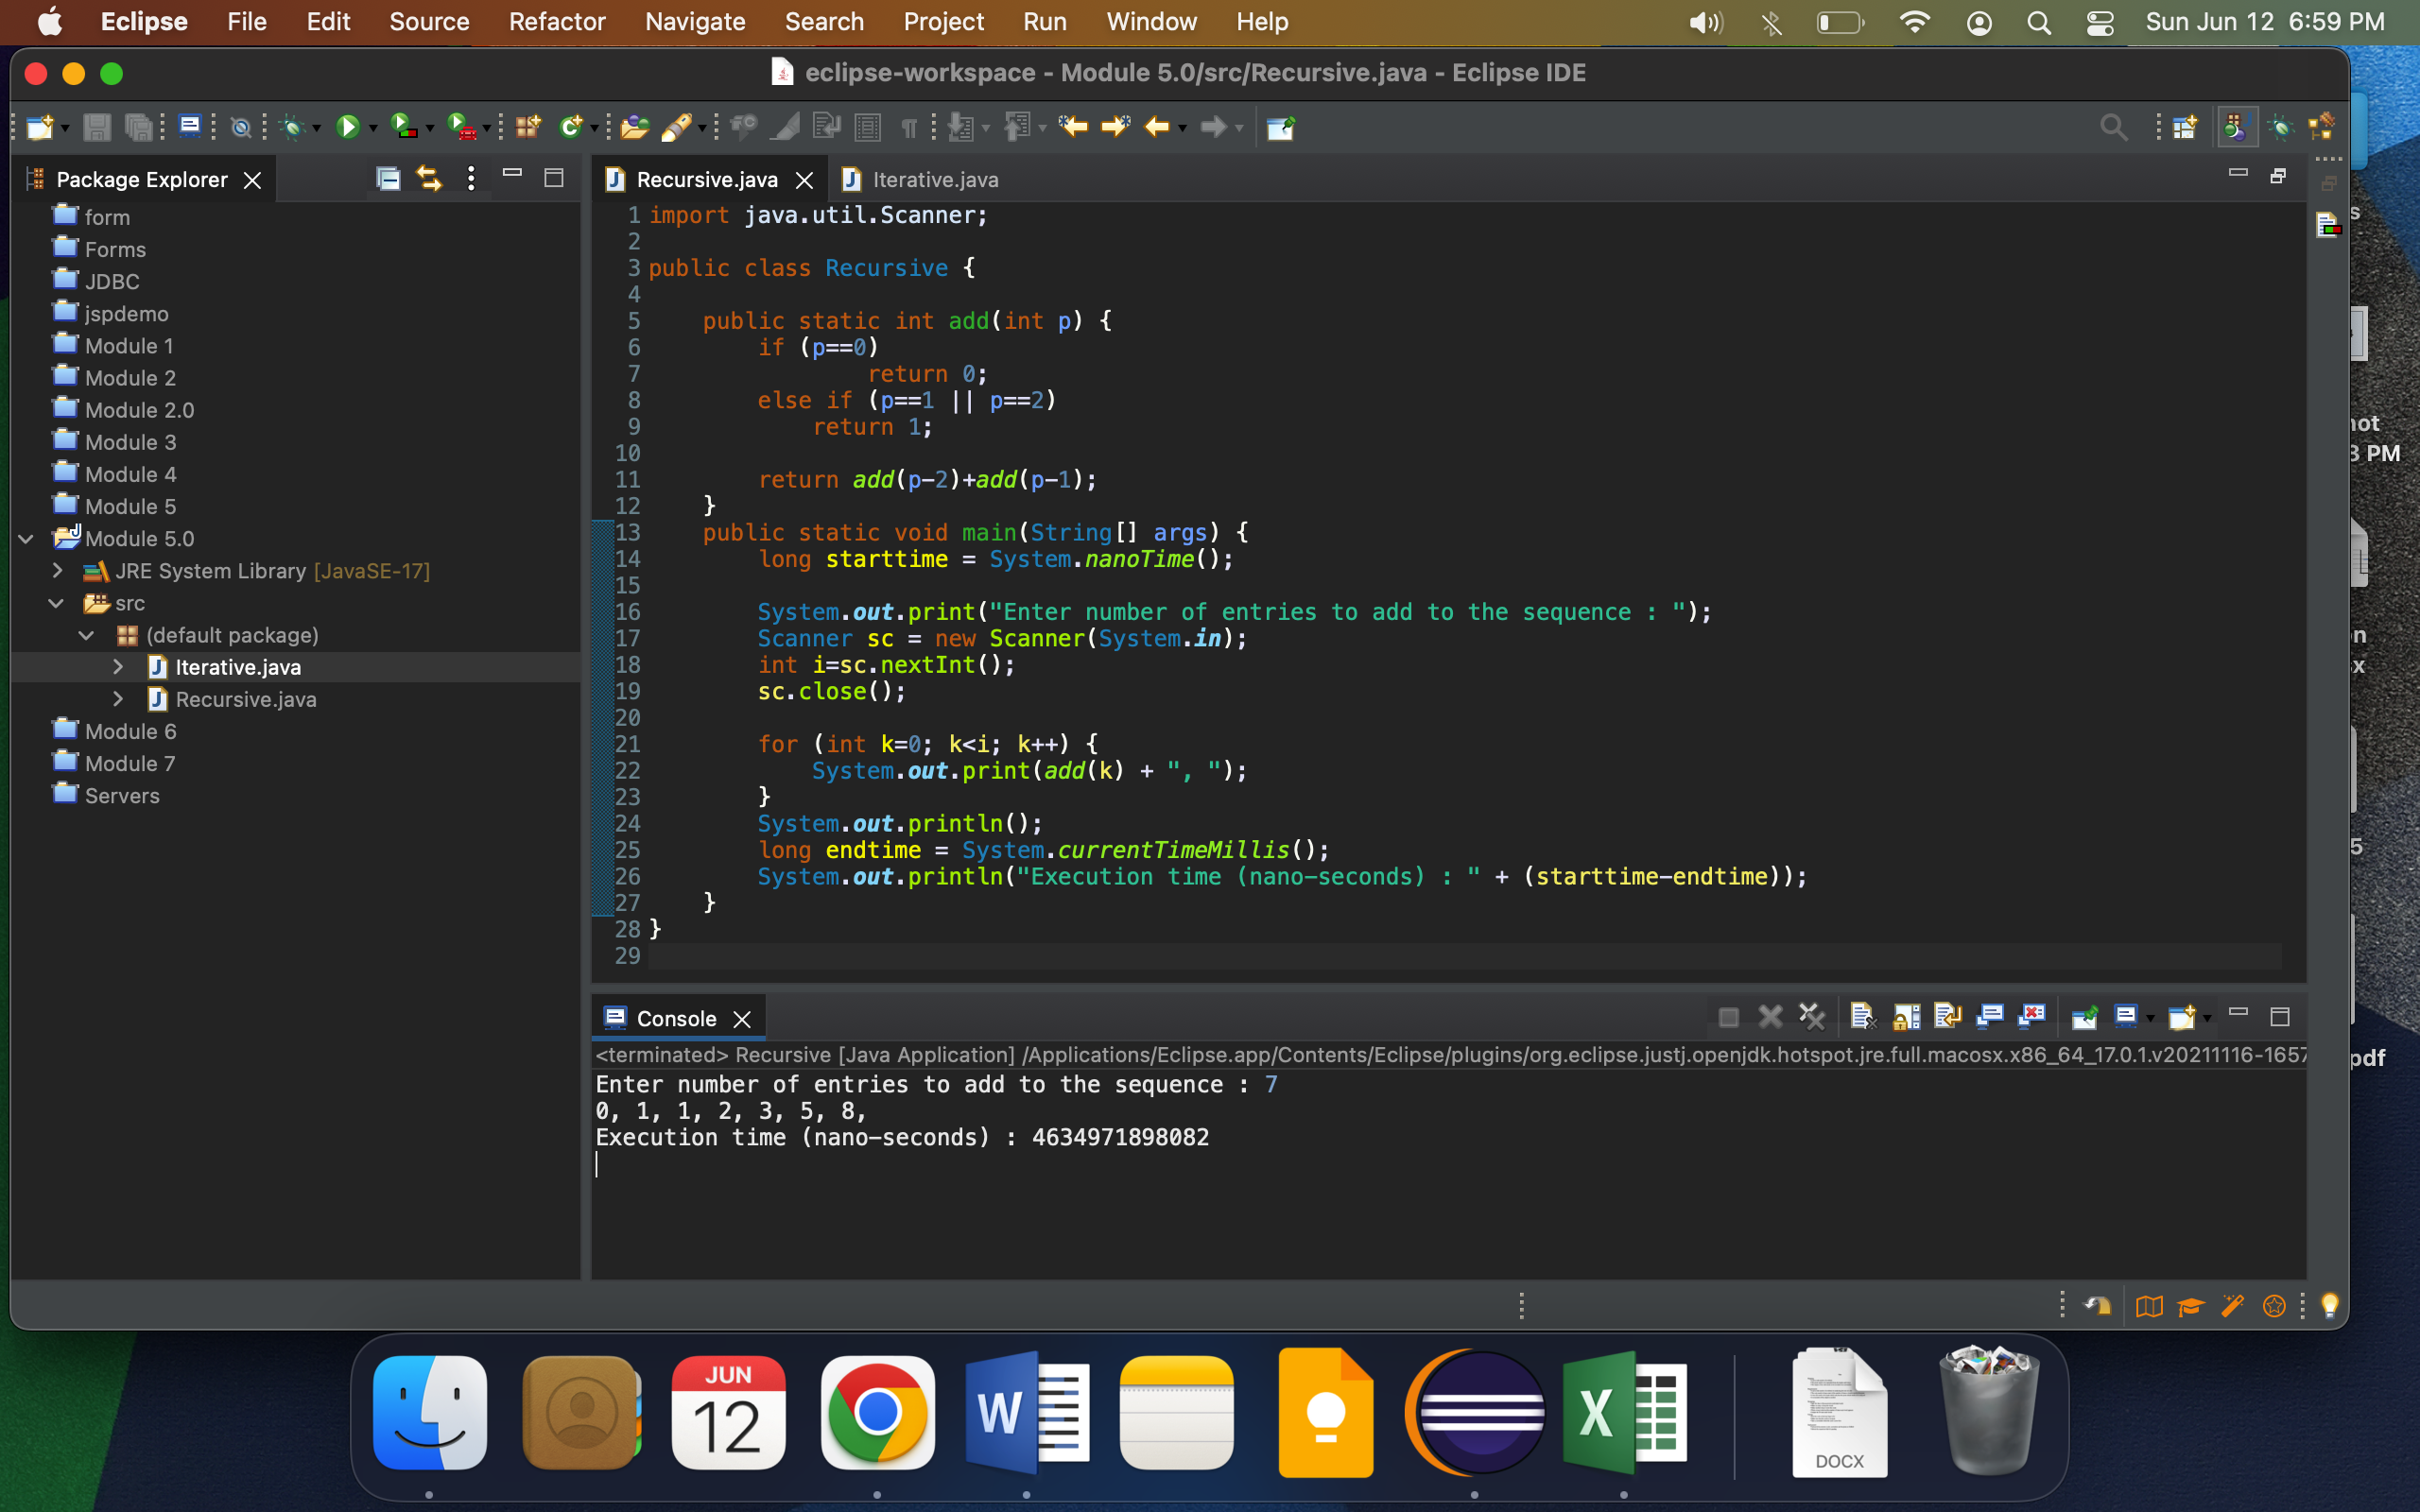 Eclipse File Edit Source Refactor Navigate Search Project Run Window Help Sun Jun 12 6:59 PM
eclipse-workspace - Module 5.0/src/Recursive.java - Eclipse IDE
Package Explorer
form
Forms
JDBC
jspdemo
Module 1
Module 2
Module 2.0
Module 3
Module 4
Module 5
Module 5.0
JRE System Library [JavaSE-17]
src
(default package)
Iterative.java
Recursive.java
Module 6
Module 7
Servers
Recursive.java Iterative.java
1 import java.util.Scanner;
2
3 public class Recursive {
4
5 public static int add(int p) {
6 if (p==0)
7 return 0;
8 else if (p==1 || p==2)
9 return 1;
10
11 return add(p-2)+add(p-1);
12 }
13 public static void main(String[] args) {
14 long starttime = System.nanoTime();
15
16 System.out.print("Enter number of entries to add to the sequence : ");
17 Scanner sc = new Scanner(System.in);
18 int i=sc.nextInt();
19 sc.close();
20
21 for (int k=0; k<i; k++) {
22 System.out.print(add(k) + ", ");
23 }
24 System.out.println();
25 long endtime = System.currentTimeMillis();
26 System.out.println("Execution time (nano-seconds) : " + (starttime-endtime));
27 }
28 }
29
Console
<terminated> Recursive [Java Application] /Applications/Eclipse.app/Contents/Eclipse/plugins/org.eclipse.justj.openjdk.hotspot.jre.full.macosx.x86_64_17.0.1.v20211116-1657
Enter number of entries to add to the sequence : 7
0, 1, 1, 2, 3, 5, 8,
Execution time (nano-seconds) : 4634971898082
PM
pdf
JUN
12
W
X
DOCX